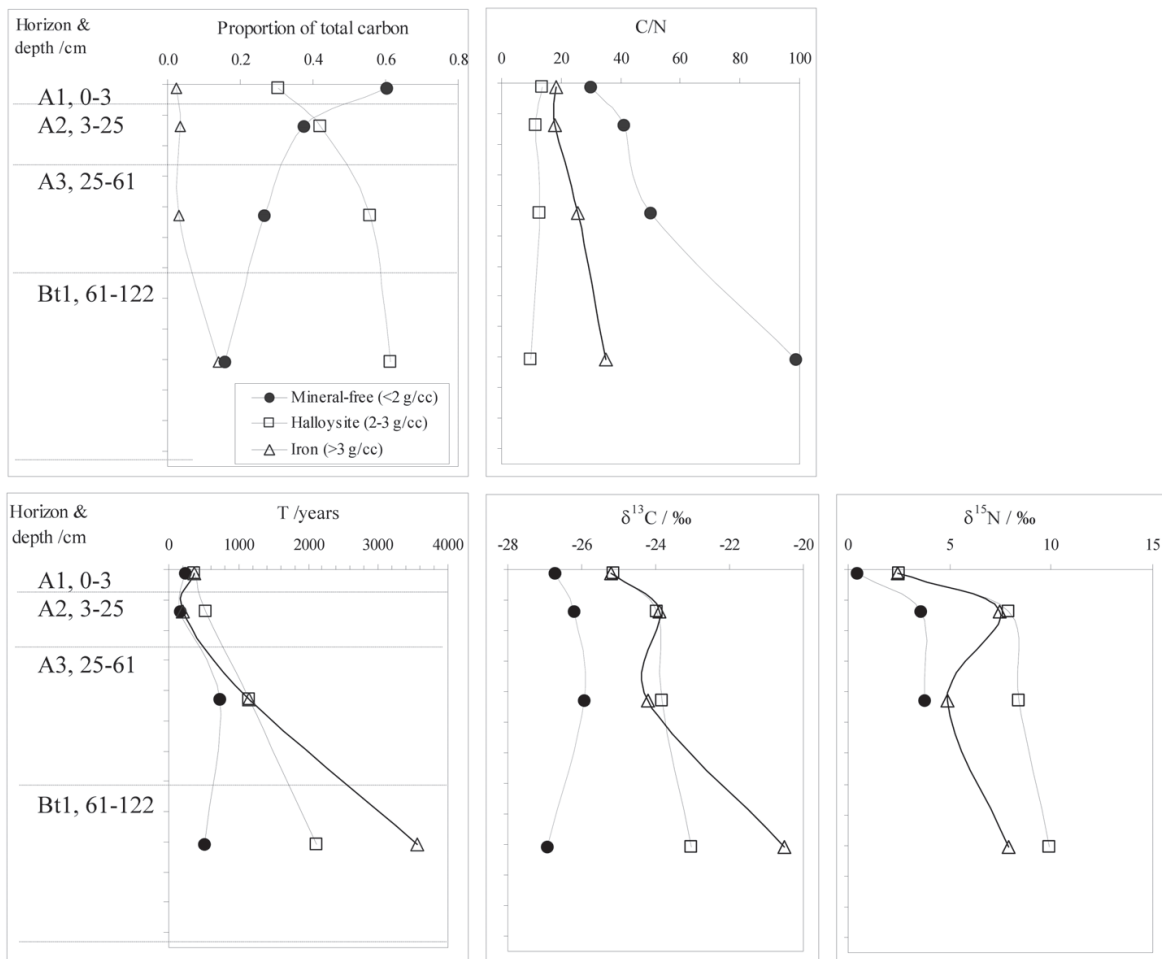 Horizon &
depth /cm
Proportion of total carbon
0.0 0.2 0.4 0.6 0.8
A1, 0-3
A2, 3-25
A3, 25-61
Bt1, 61-122
Mineral-free (<2 g/cc)
Halloysite (2-3 g/cc)
Iron (>3 g/cc)
C/N
0 20 40 60 80 100
Horizon &
depth /cm
T /years
0 1000 2000 3000 4000
A1, 0-3
A2, 3-25
A3, 25-61
Bt1, 61-122
δ¹³C / ‰
-28 -26 -24 -22 -20
δ¹⁵N / ‰
0 5 10 15